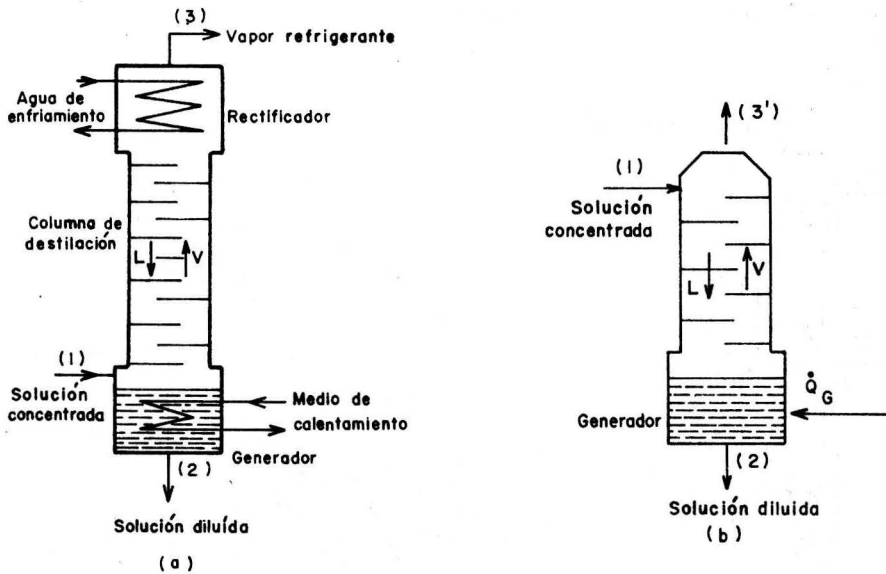 (3)
Vapor refrigerante
Agua de
enfriamiento
Rectificador
Columna de
destilación
L
V
(1)
Solución
concentrada
Medio de
calentamiento
Generador
(2)
Solución diluída
(a)
(3')
(1)
Solución
concentrada
L
V
Q̇
G
Generador
(2)
Solución diluida
(b)